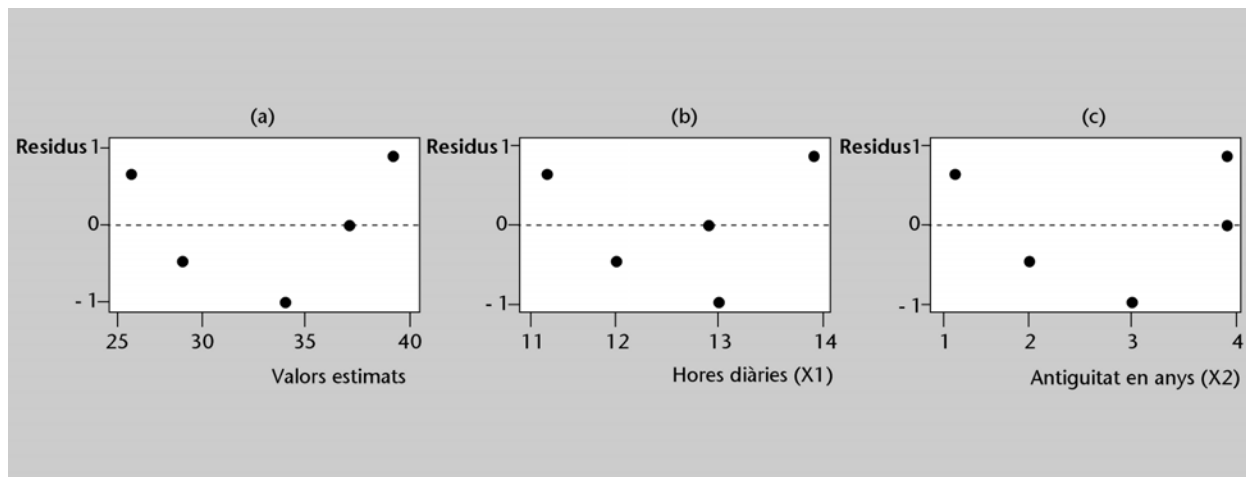 (a)
Residus 1
0
- 1
25 30 35 40
Valors estimats
(b)
Residus 1
0
- 1
11 12 13 14
Hores diàries (X1)
(c)
Residus 1
0
- 1
1 2 3 4
Antiguitat en anys (X2)